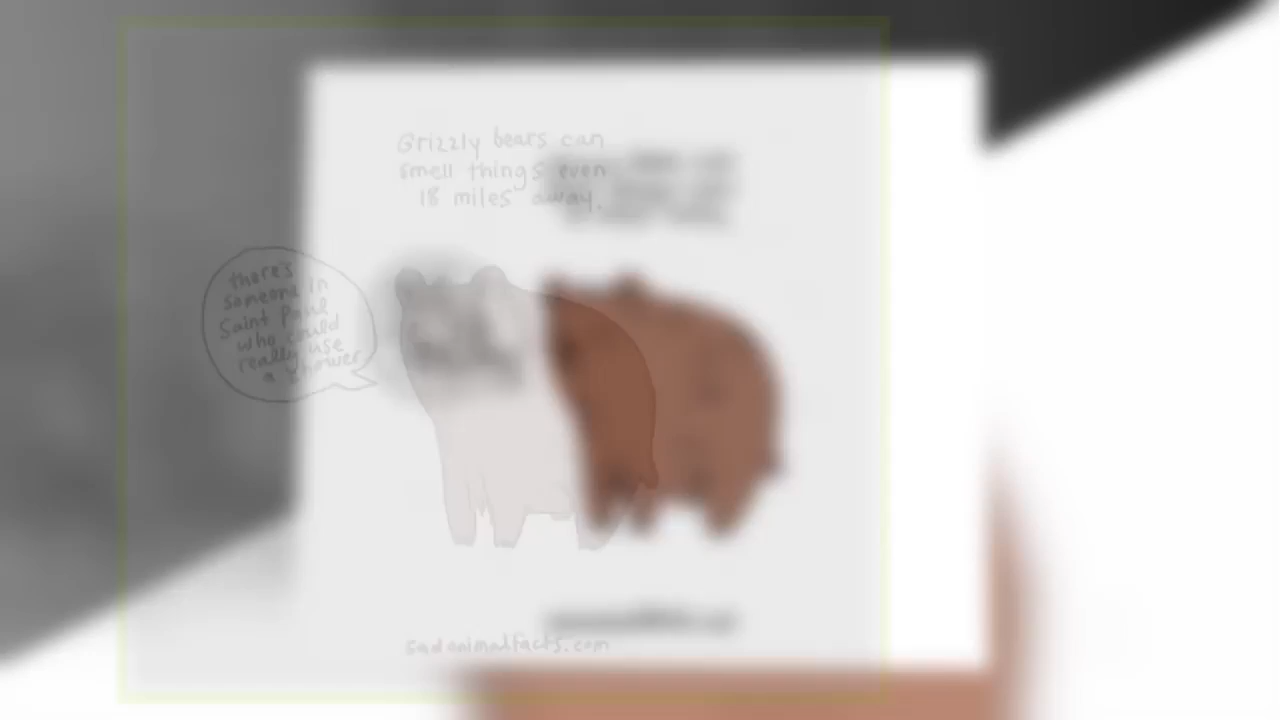 Grizzly bears can
smell things even
18 miles away.
there's
someone in
Saint Paul
who could
really use
a shower
sadanimalfacts.com